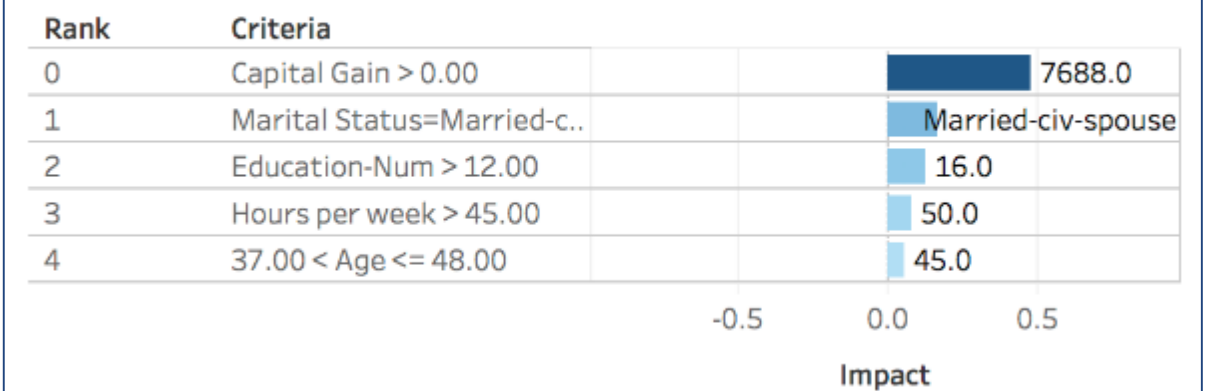 Rank Criteria
0 Capital Gain > 0.00 7688.0
1 Marital Status=Married-c.. Married-civ-spouse
2 Education-Num > 12.00 16.0
3 Hours per week > 45.00 50.0
4 37.00 < Age <= 48.00 45.0
-0.5 0.0 0.5
Impact